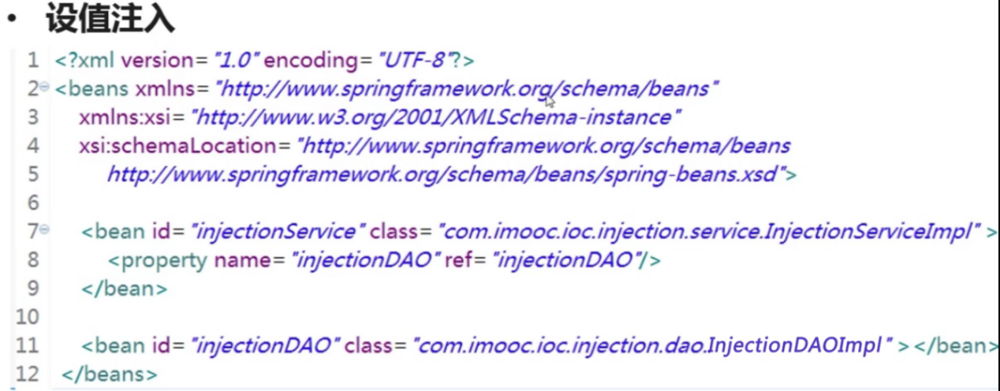 • 设值注入
1 <?xml version="1.0" encoding="UTF-8"?>
2 <beans xmlns="http://www.springframework.org/schema/beans"
3 xmlns:xsi="http://www.w3.org/2001/XMLSchema-instance"
4 xsi:schemaLocation="http://www.springframework.org/schema/beans
5 http://www.springframework.org/schema/beans/spring-beans.xsd">
6
7 <bean id="injectionService" class="com.imooc.ioc.injection.service.InjectionServiceImpl" >
8 <property name="injectionDAO" ref="injectionDAO"/>
9 </bean>
10
11 <bean id="injectionDAO" class="com.imooc.ioc.injection.dao.InjectionDAOImpl" ></bean>
12 </beans>